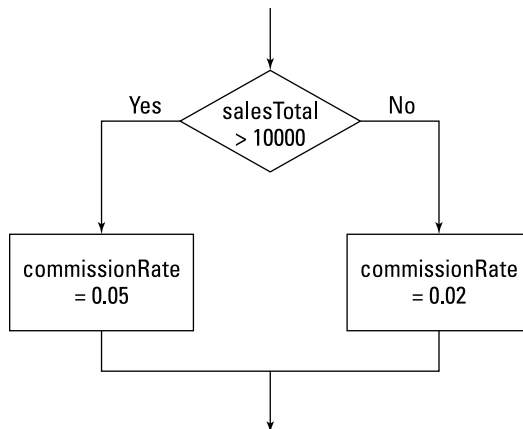 Yes
salesTotal
> 10000
No
commissionRate
= 0.05
commissionRate
= 0.02